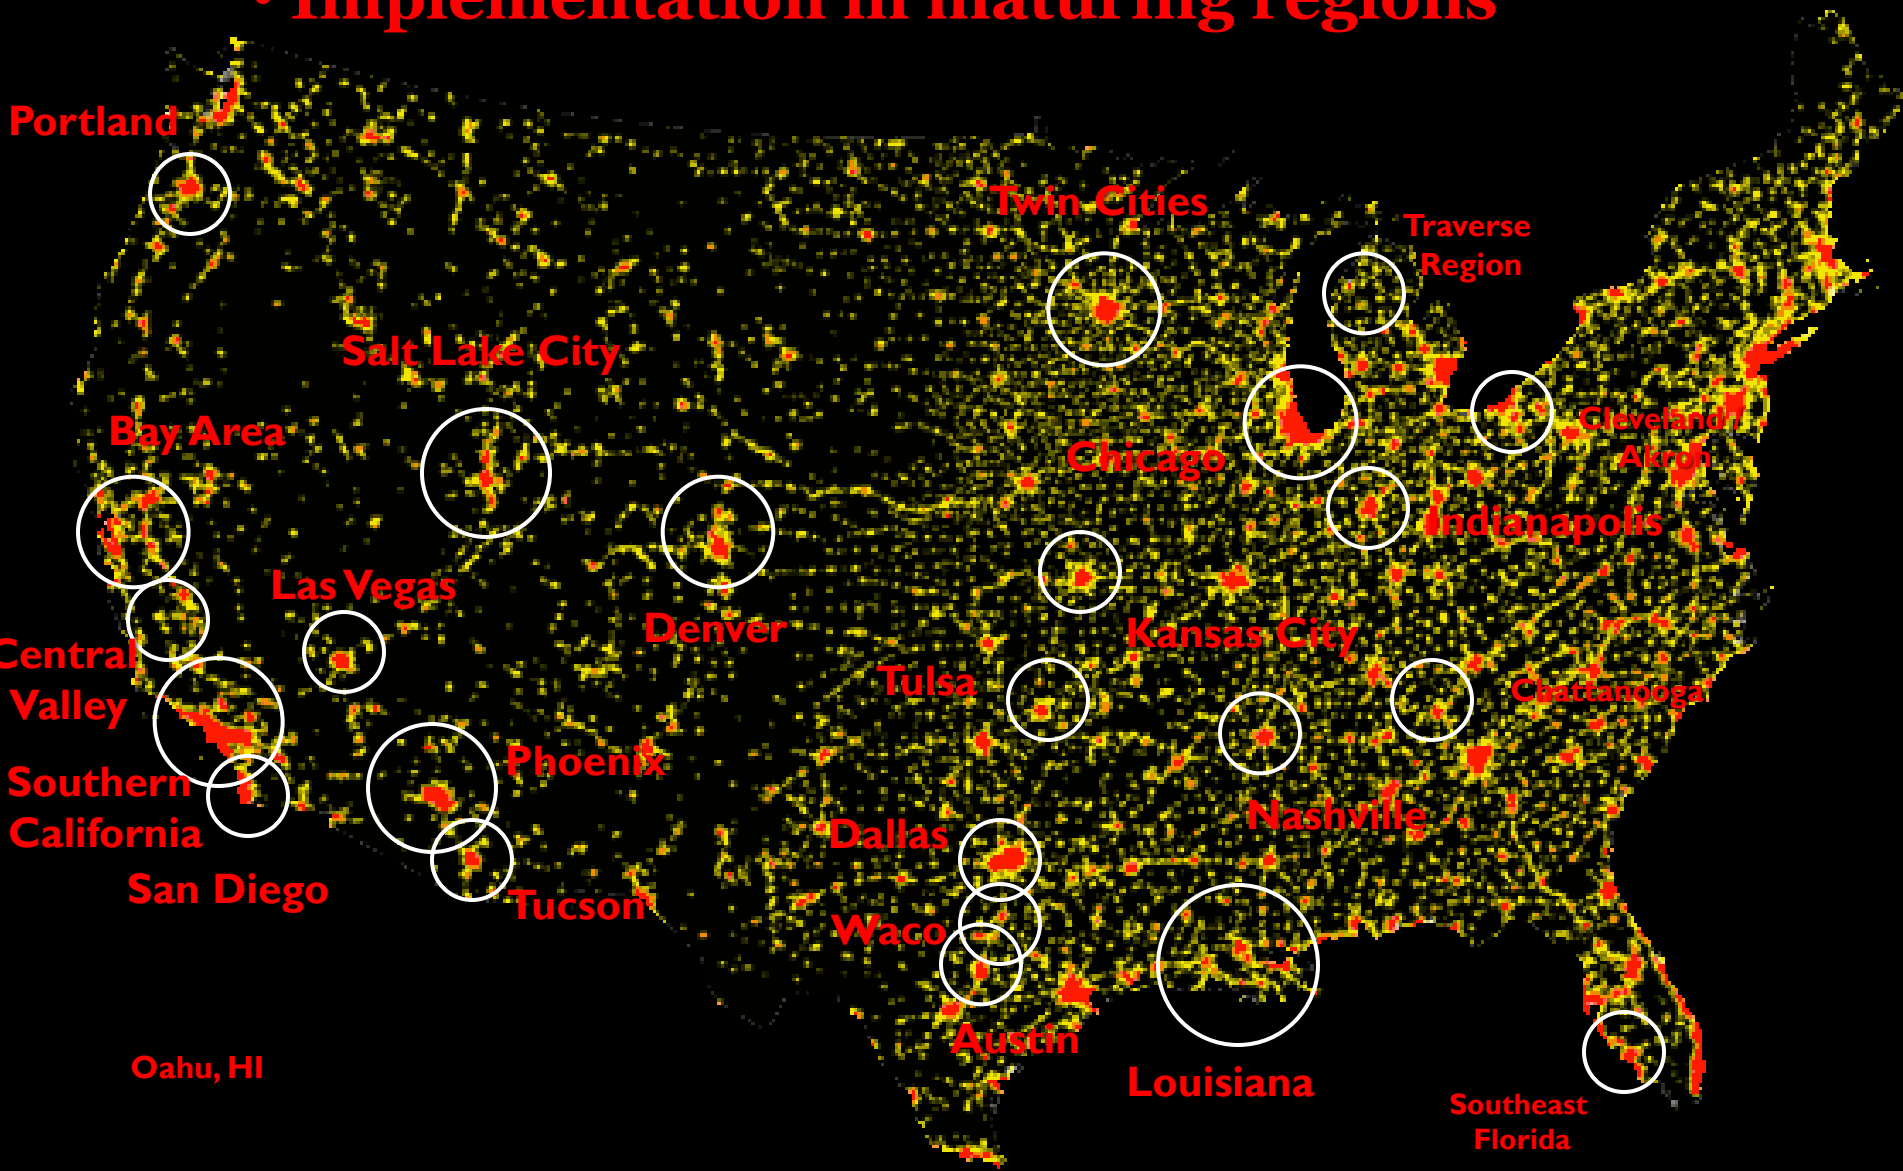 • Implementation in maturing regions
Portland
Twin Cities
Traverse
Region
Salt Lake City
Bay Area
Cleveland /
Akron
Chicago
Indianapolis
Las Vegas
Denver
Kansas City
Central
Valley
Tulsa
Chattanooga
Phoenix
Southern
California
Nashville
Dallas
San Diego
Tucson
Waco
Austin
Oahu, HI
Louisiana
Southeast
Florida